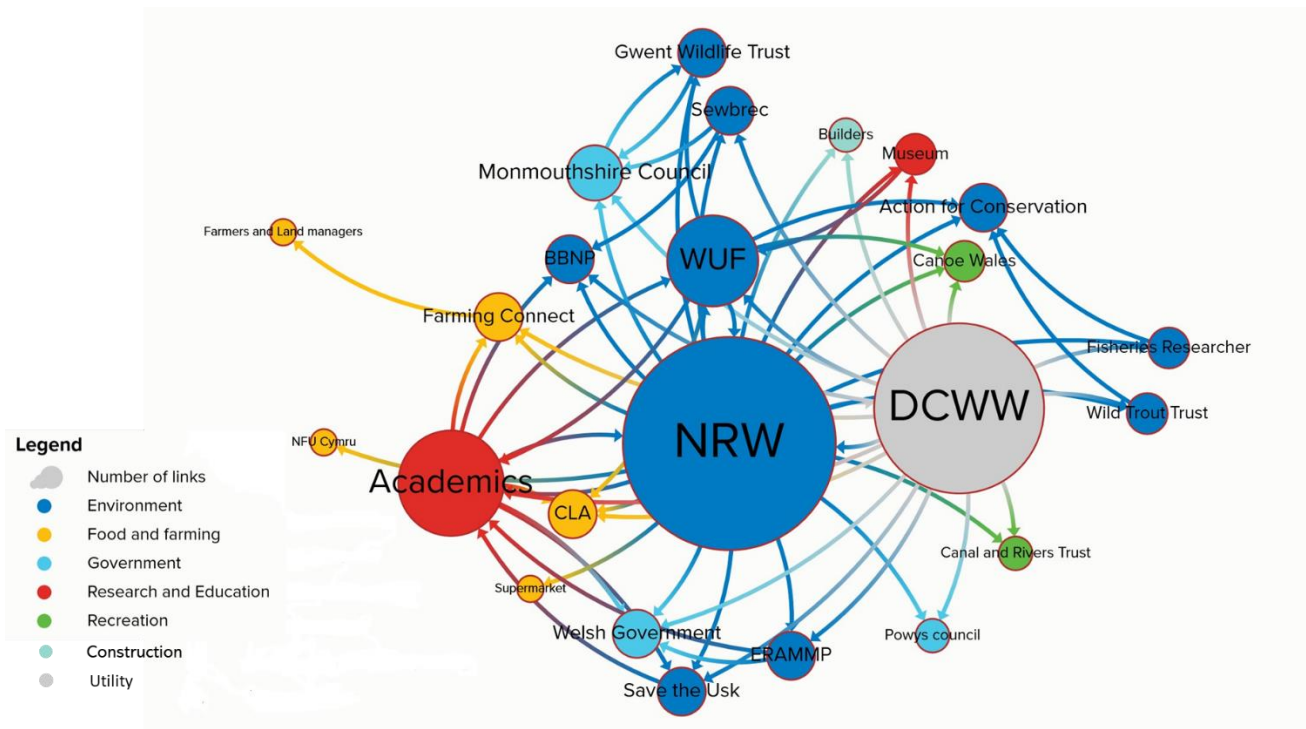 Gwent Wildlife Trust
Sewbrec
Builders
Museum
Monmouthshire Council
Action for Conservation
Farmers and Land managers
BBNP
WUF
Canoe Wales
Farming Connect
Fisheries Researcher
DCWW
Wild Trout Trust
NRW
NFU Cymru
Academics
CLA
Canal and Rivers Trust
Supermarket
Welsh Government
Powys council
ERAMMP
Save the Usk
Legend
Number of links
Environment
Food and farming
Government
Research and Education
Recreation
Construction
Utility